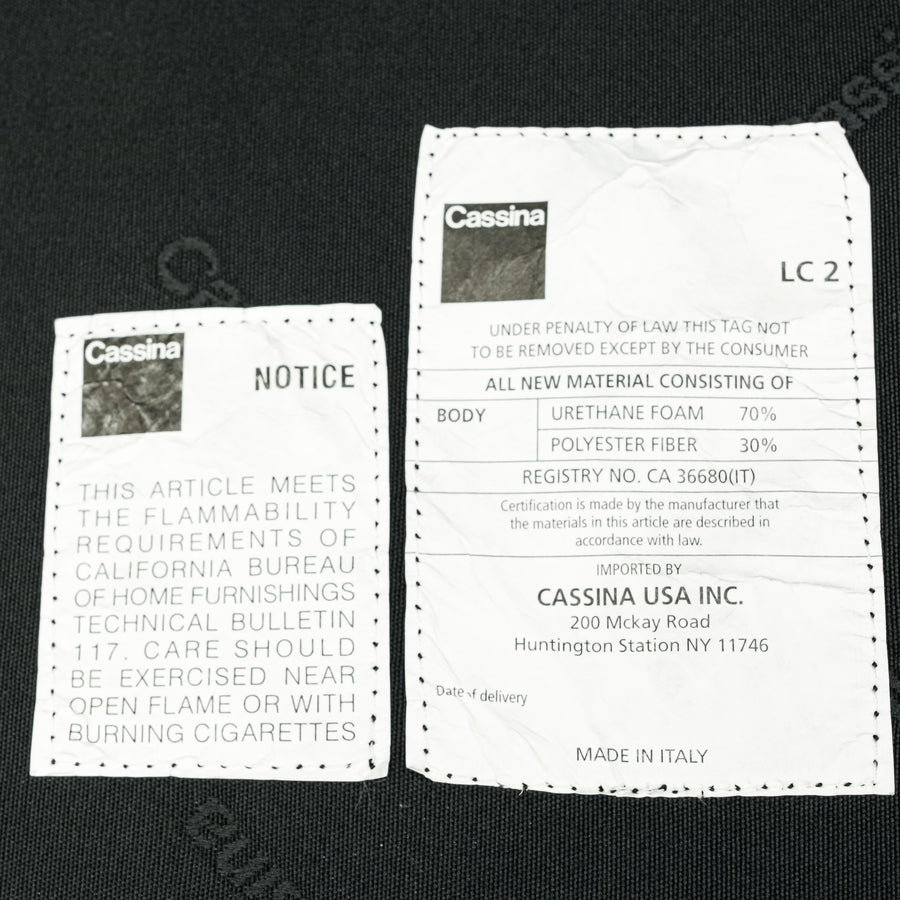 Cassina
NOTICE
THIS ARTICLE MEETS
THE FLAMMABILITY
REQUIREMENTS OF
CALIFORNIA BUREAU
OF HOME FURNISHINGS
TECHNICAL BULLETIN
117. CARE SHOULD
BE EXERCISED NEAR
OPEN FLAME OR WITH
BURNING CIGARETTES
Cassina
LC 2
UNDER PENALTY OF LAW THIS TAG NOT
TO BE REMOVED EXCEPT BY THE CONSUMER
ALL NEW MATERIAL CONSISTING OF
BODY URETHANE FOAM 70%
POLYESTER FIBER 30%
REGISTRY NO. CA 36680(IT)
Certification is made by the manufacturer that
the materials in this article are described in
accordance with law.
IMPORTED BY
CASSINA USA INC.
200 Mckay Road
Huntington Station NY 11746
Date of delivery
MADE IN ITALY